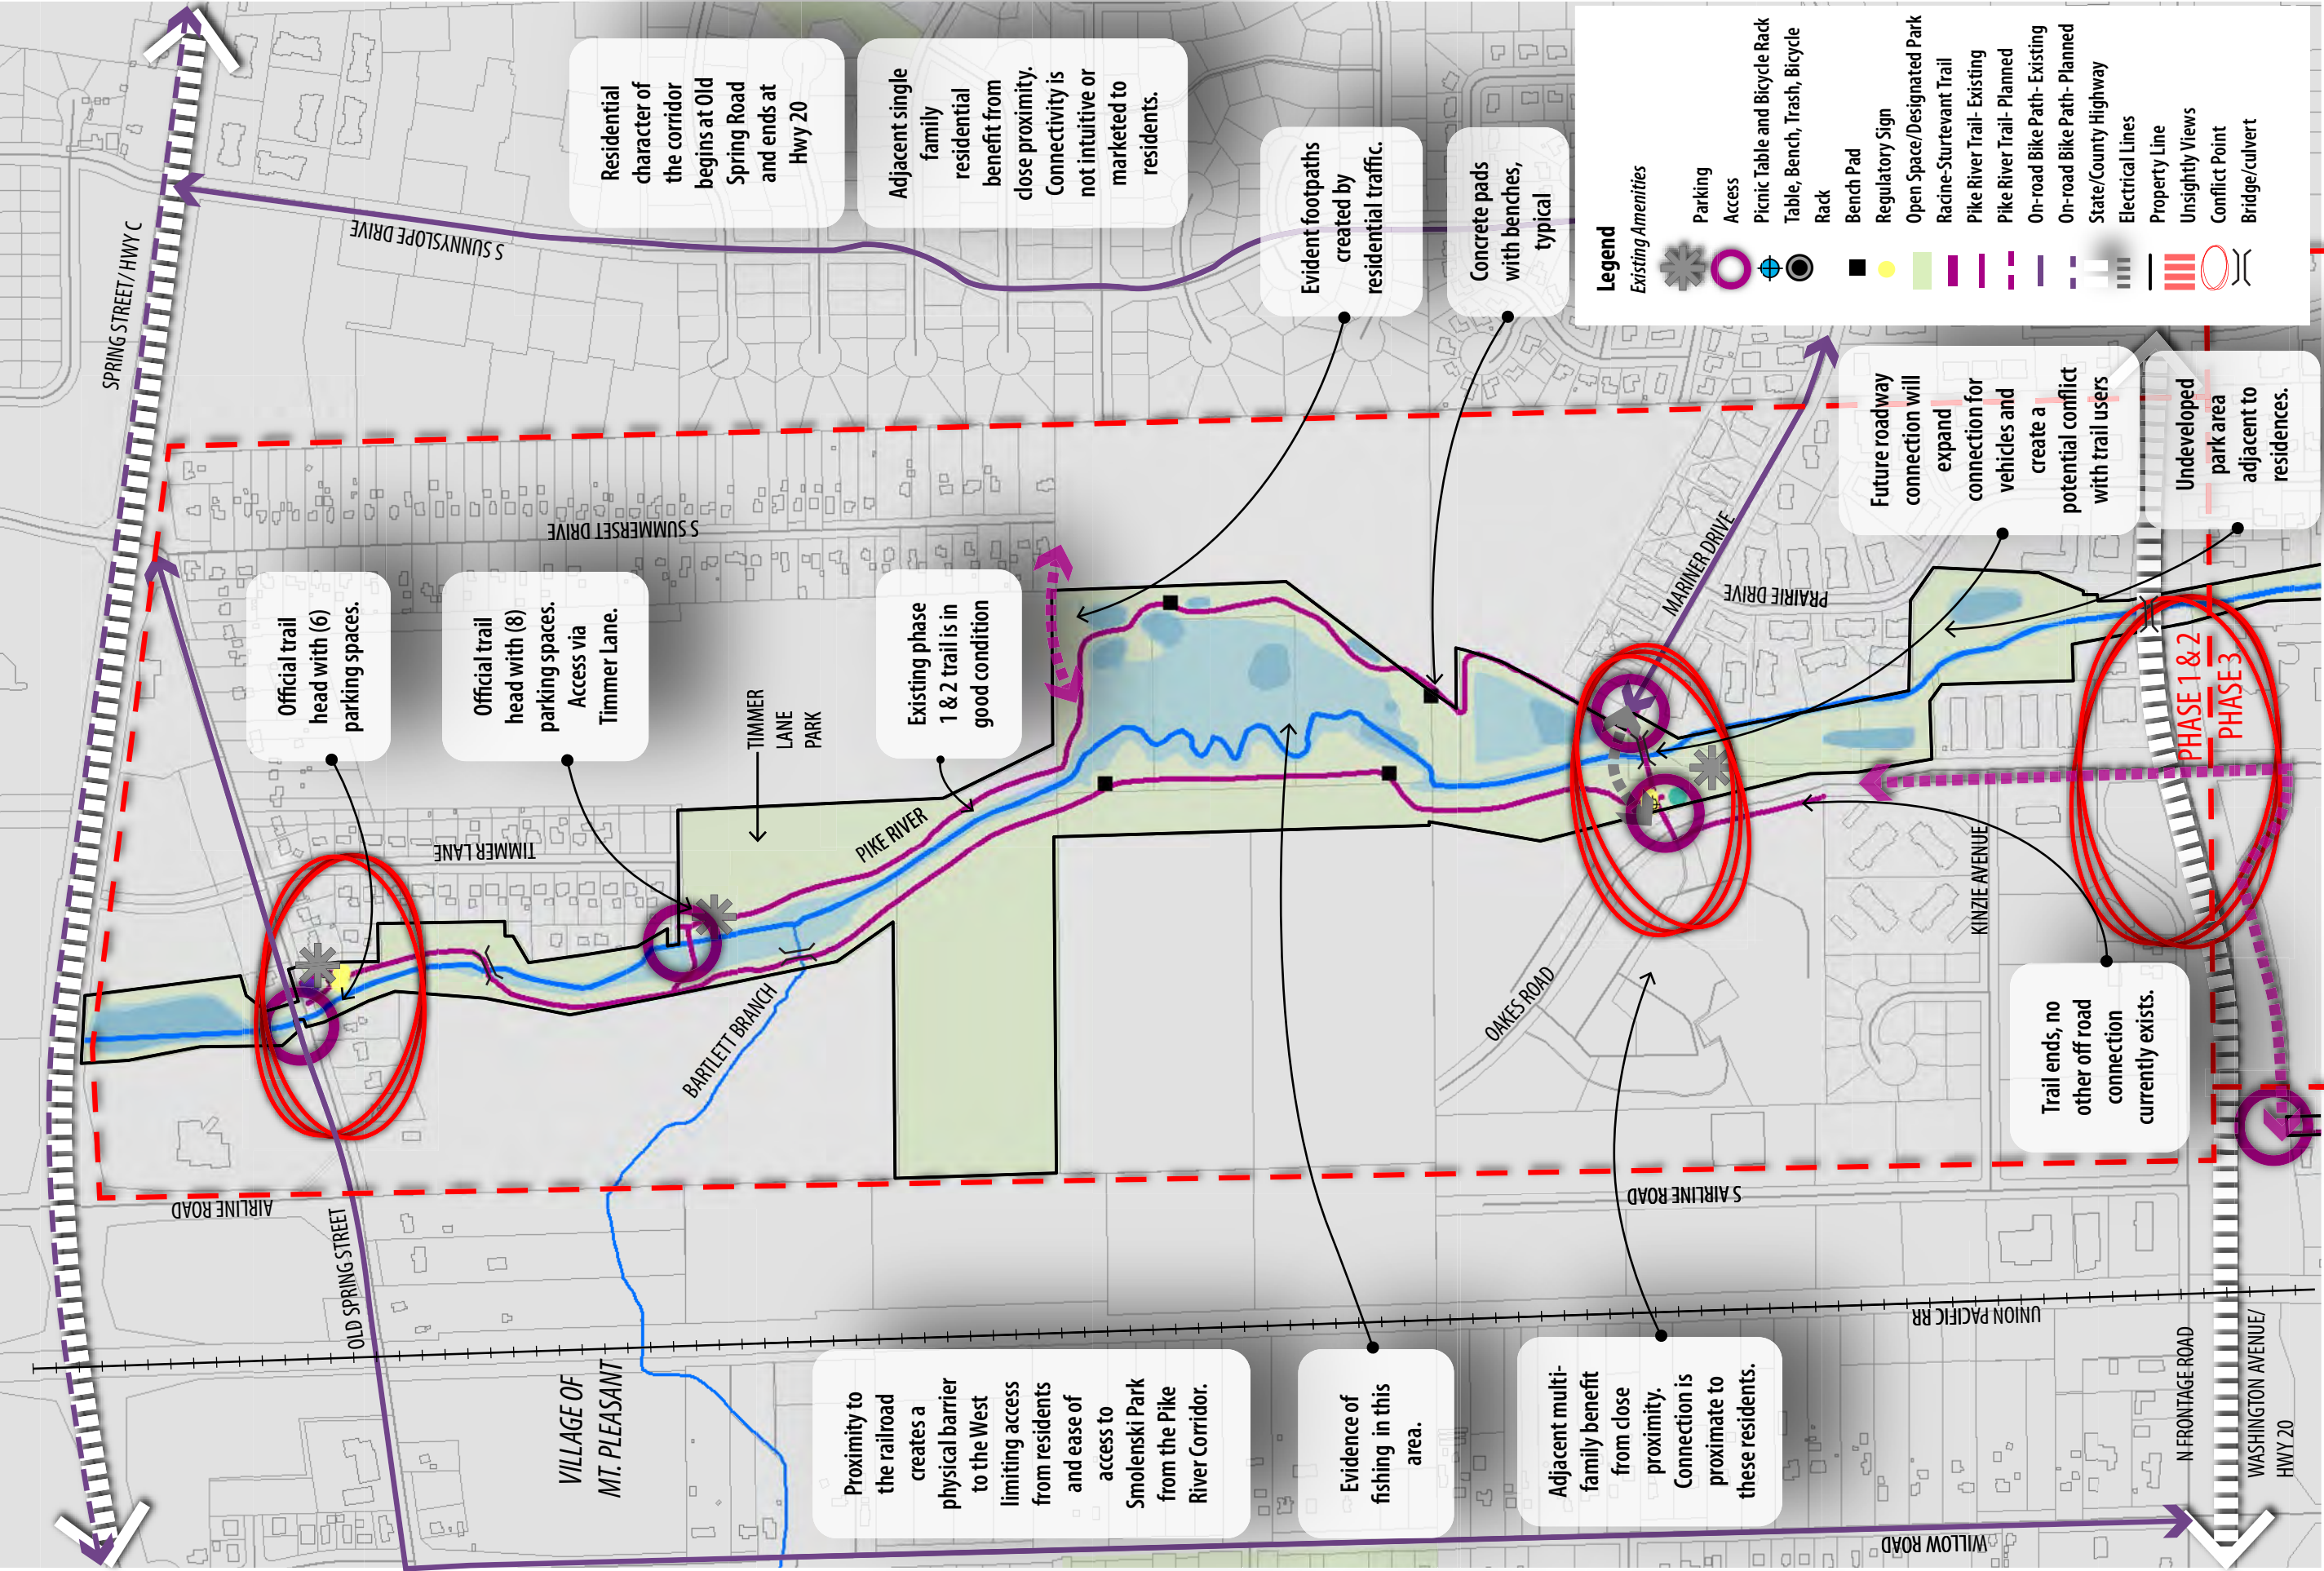 SPRING STREET / HWY C
S SUNNYSLOPE DRIVE
Residential
character of
the corridor
begins at Old
Spring Road
and ends at
Hwy 20
Adjacent single
family
residential
benefit from
close proximity.
Connectivity is
not intuitive or
marketed to
residents.
Evident footpaths
created by
residential traffic.
Concrete pads
with benches,
typical
Legend
Existing Amenities
Parking
Access
Picnic Table and Bicycle Rack
Table, Bench, Trash, Bicycle
Rack
Bench Pad
Regulatory Sign
Open Space/Designated Park
Racine-Sturtevant Trail
Pike River Trail- Existing
Pike River Trail- Planned
On-road Bike Path- Existing
On-road Bike Path- Planned
State/County Highway
Electrical Lines
Property Line
Unsightly Views
Conflict Point
Bridge/culvert
S SUMMERSET DRIVE
Official trail
head with (6)
parking spaces.
Official trail
head with (8)
parking spaces.
Access via
Timmer Lane.
TIMMER
LANE
PARK
Existing phase
1 & 2 trail is in
good condition
MARINER DRIVE
PRAIRIE DRIVE
Future roadway
connection will
expand
connection for
vehicles and
create a
potential conflict
with trail users
Undeveloped
park area
adjacent to
residences.
PHASE 1 & 2
PHASE 3
TIMMER LANE
PIKE RIVER
KINZIE AVENUE
BARTLETT BRANCH
OAKES ROAD
Trail ends, no
other off road
connection
currently exists.
AIRLINE ROAD
S AIRLINE ROAD
OLD SPRING STREET
UNION PACIFIC RR
VILLAGE OF
MT. PLEASANT
Proximity to
the railroad
creates a
physical barrier
to the West
limiting access
from residents
and ease of
access to
Smolenski Park
from the Pike
River Corridor.
Evidence of
fishing in this
area.
Adjacent multi-
family benefit
from close
proximity.
Connection is
proximate to
these residents.
N FRONTAGE ROAD
WASHINGTON AVENUE/
HWY 20
WILLOW ROAD